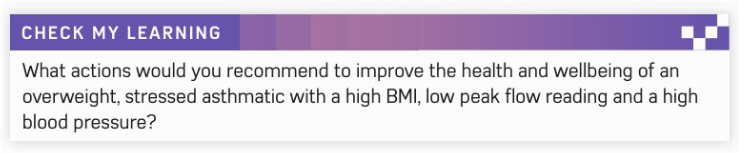 CHECK MY LEARNING
What actions would you recommend to improve the health and wellbeing of an
overweight, stressed asthmatic with a high BMI, low peak flow reading and a high
blood pressure?